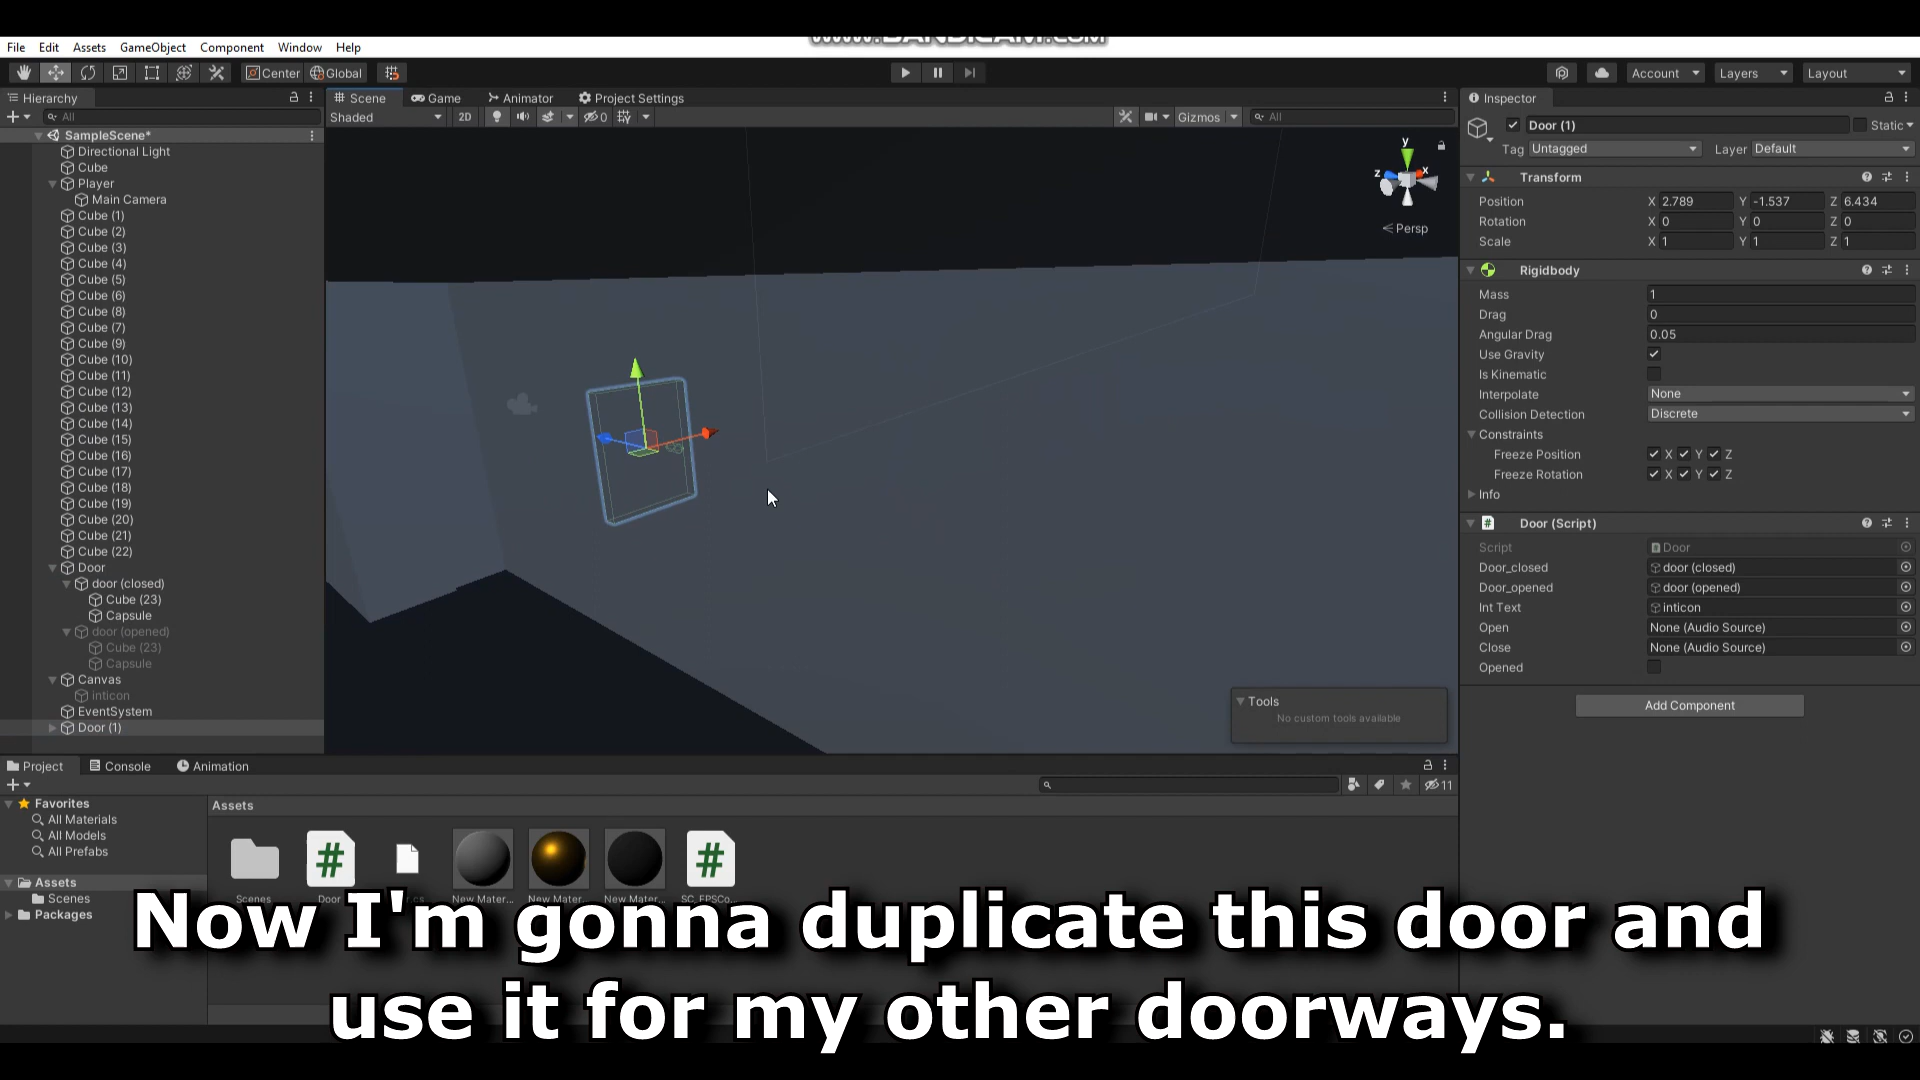 www.BANDICAM.COM
File Edit Assets GameObject Component Window Help
Center Global Account Layers Layout
Hierarchy
All
SampleScene*
Directional Light
Cube
Player
Main Camera
Cube (1)
Cube (2)
Cube (3)
Cube (4)
Cube (5)
Cube (6)
Cube (8)
Cube (7)
Cube (9)
Cube (10)
Cube (11)
Cube (12)
Cube (13)
Cube (14)
Cube (15)
Cube (16)
Cube (17)
Cube (18)
Cube (19)
Cube (20)
Cube (21)
Cube (22)
Door
door (closed)
Cube (23)
Capsule
door (opened)
Cube (23)
Capsule
Canvas
inticon
EventSystem
Door (1)
Scene Game Animator Project Settings
Shaded 2D 0 Gizmos All
y
z x
Persp
Tools
No custom tools available
Inspector
Door (1) Static
Tag Untagged Layer Default
Transform
Position X 2.789 Y -1.537 Z 6.434
Rotation X 0 Y 0 Z 0
Scale X 1 Y 1 Z 1
Rigidbody
Mass 1
Drag 0
Angular Drag 0.05
Use Gravity
Is Kinematic
Interpolate None
Collision Detection Discrete
Constraints
Freeze Position X Y Z
Freeze Rotation X Y Z
Info
# Door (Script)
Script Door
Door_closed door (closed)
Door_opened door (opened)
Int Text inticon
Open None (Audio Source)
Close None (Audio Source)
Opened
Add Component
Project Console Animation
11
Favorites
All Materials
All Models
All Prefabs
Assets
Scenes
Packages
Assets
# #
Scenes Door New Mater... New Mater... New Mater... SC_FPSCo...
Now I'm gonna duplicate this door and
use it for my other doorways.